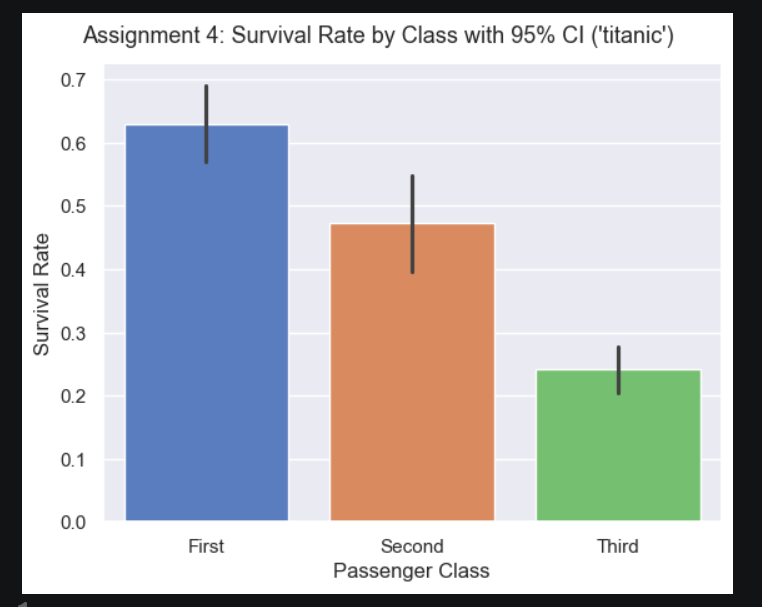 Assignment 4: Survival Rate by Class with 95% CI ('titanic')
Survival Rate
0.7
0.6
0.5
0.4
0.3
0.2
0.1
0.0
First Second Third
Passenger Class